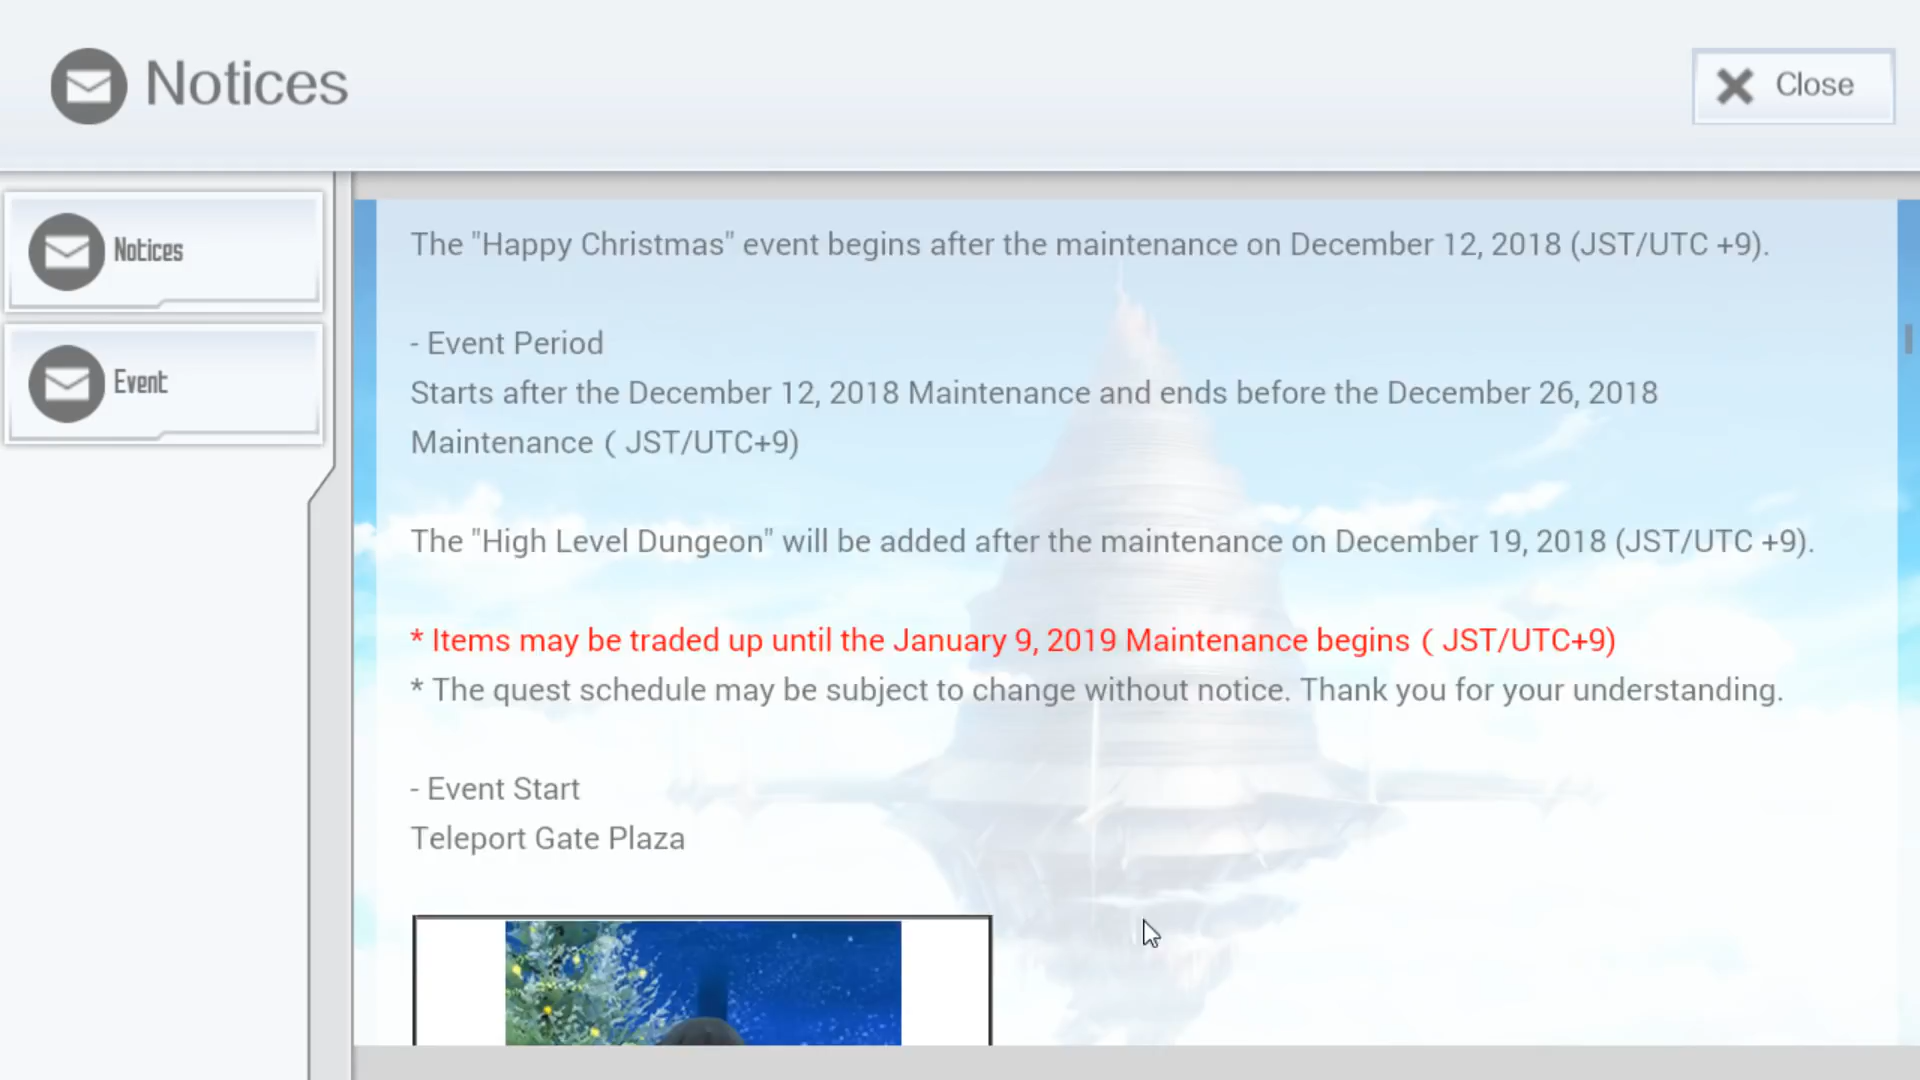 Notices
Close
Notices
Event
The "Happy Christmas" event begins after the maintenance on December 12, 2018 (JST/UTC +9).
- Event Period
Starts after the December 12, 2018 Maintenance and ends before the December 26, 2018
Maintenance ( JST/UTC+9)
The "High Level Dungeon" will be added after the maintenance on December 19, 2018 (JST/UTC +9).
* Items may be traded up until the January 9, 2019 Maintenance begins ( JST/UTC+9)
* The quest schedule may be subject to change without notice. Thank you for your understanding.
- Event Start
Teleport Gate Plaza